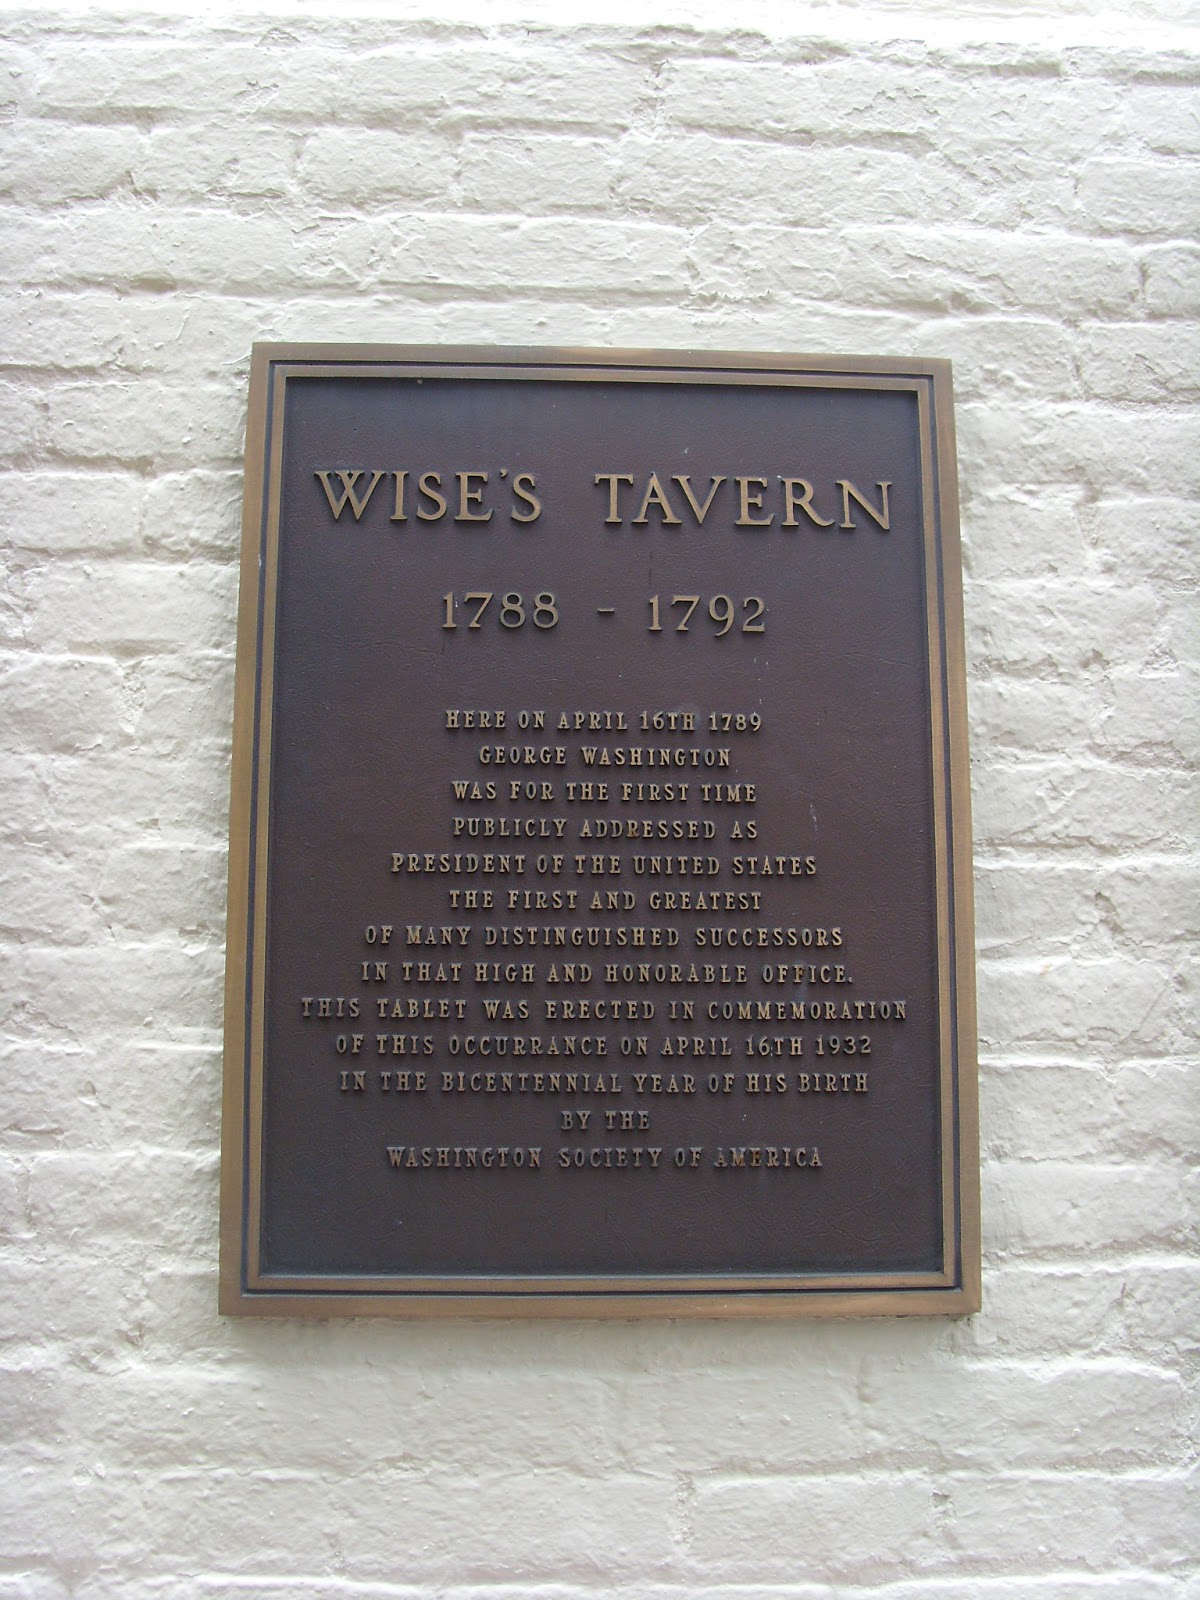 WISE'S TAVERN
1788 - 1792
HERE ON APRIL 16TH 1789
GEORGE WASHINGTON
WAS FOR THE FIRST TIME
PUBLICLY ADDRESSED AS
PRESIDENT OF THE UNITED STATES
THE FIRST AND GREATEST
OF MANY DISTINGUISHED SUCCESSORS
IN THAT HIGH AND HONORABLE OFFICE.
THIS TABLET WAS ERECTED IN COMMEMORATION
OF THIS OCCURRANCE ON APRIL 16TH 1932
IN THE BICENTENNIAL YEAR OF HIS BIRTH
BY THE
WASHINGTON SOCIETY OF AMERICA